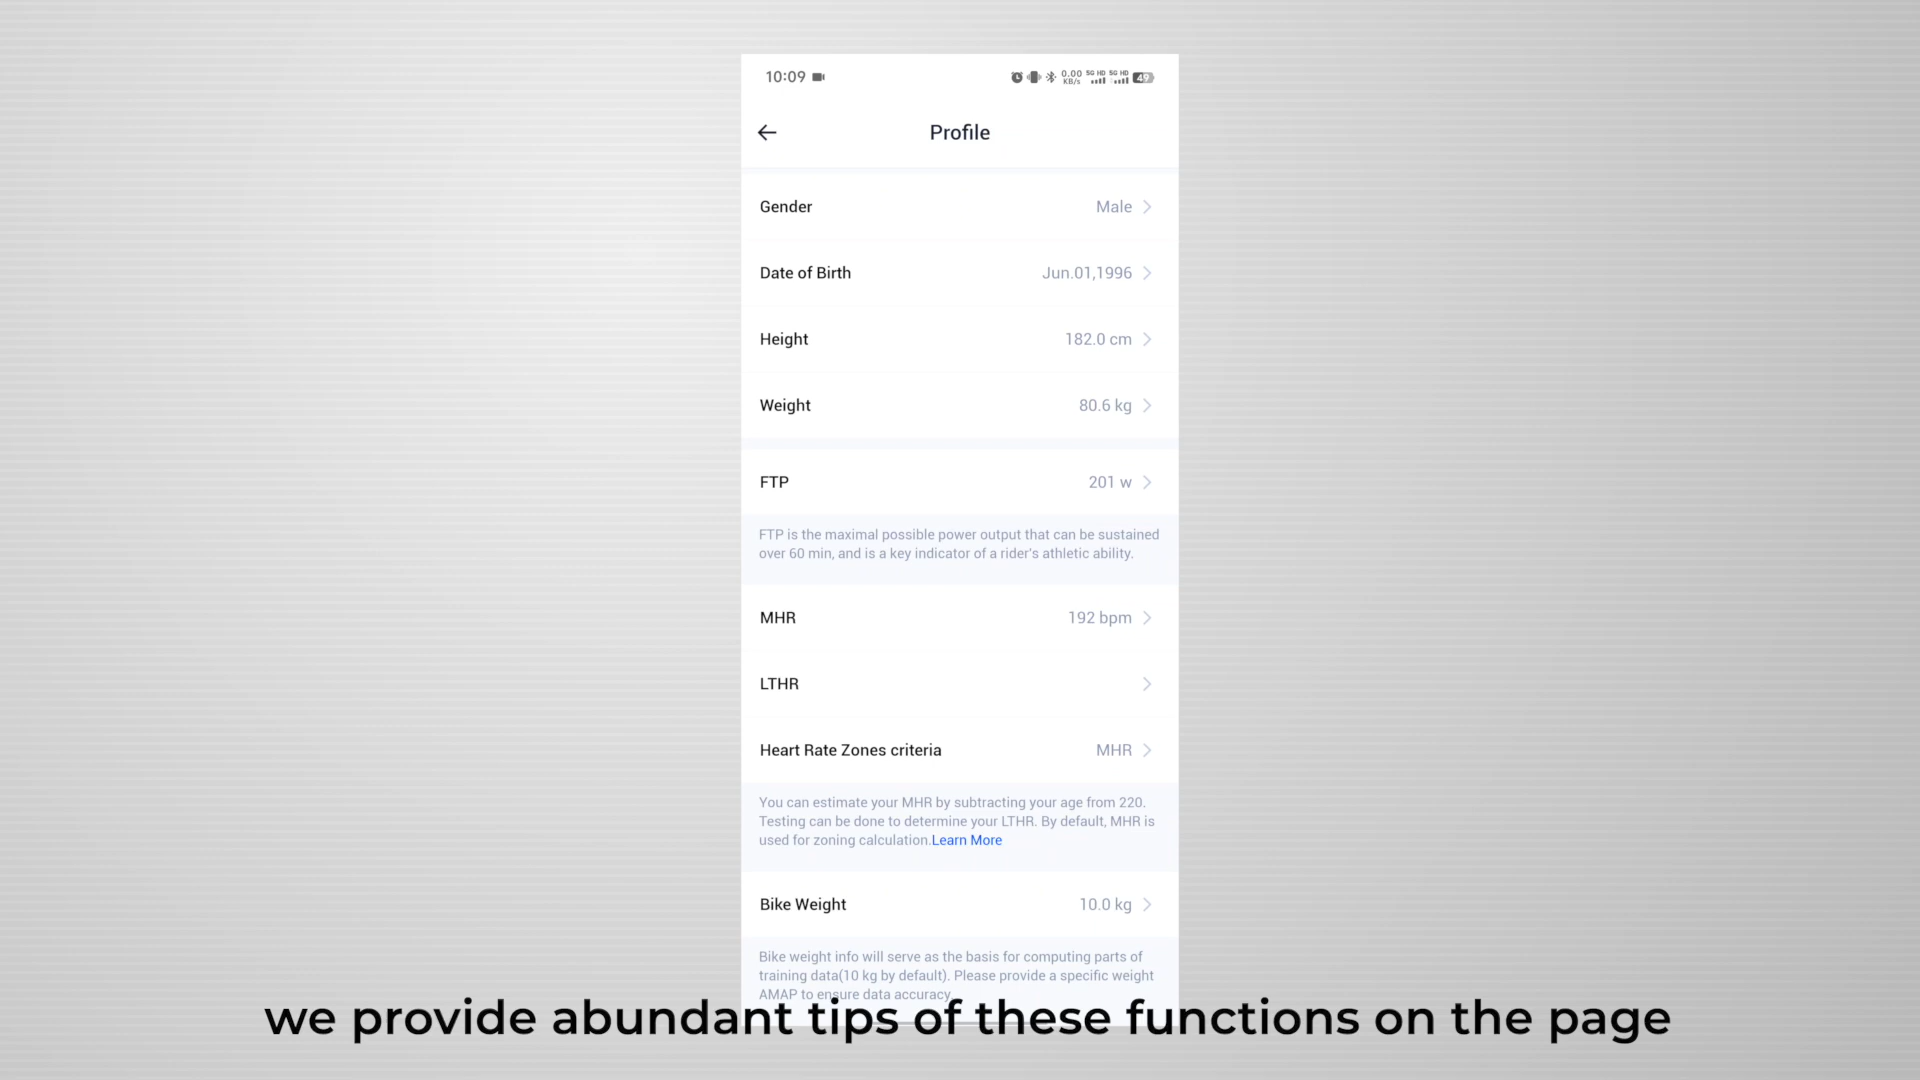 10:09
0.00 KB/s 5G HD 5G HD 49
Profile
Gender Male
Date of Birth Jun.01,1996
Height 182.0 cm
Weight 80.6 kg
FTP 201 w
FTP is the maximal possible power output that can be sustained
over 60 min, and is a key indicator of a rider's athletic ability.
MHR 192 bpm
LTHR
Heart Rate Zones criteria MHR
You can estimate your MHR by subtracting your age from 220.
Testing can be done to determine your LTHR. By default, MHR is
used for zoning calculation.Learn More
Bike Weight 10.0 kg
Bike weight info will serve as the basis for computing parts of
training data(10 kg by default). Please provide a specific weight
AMAP to ensure data accuracy.
we provide abundant tips of these functions on the page